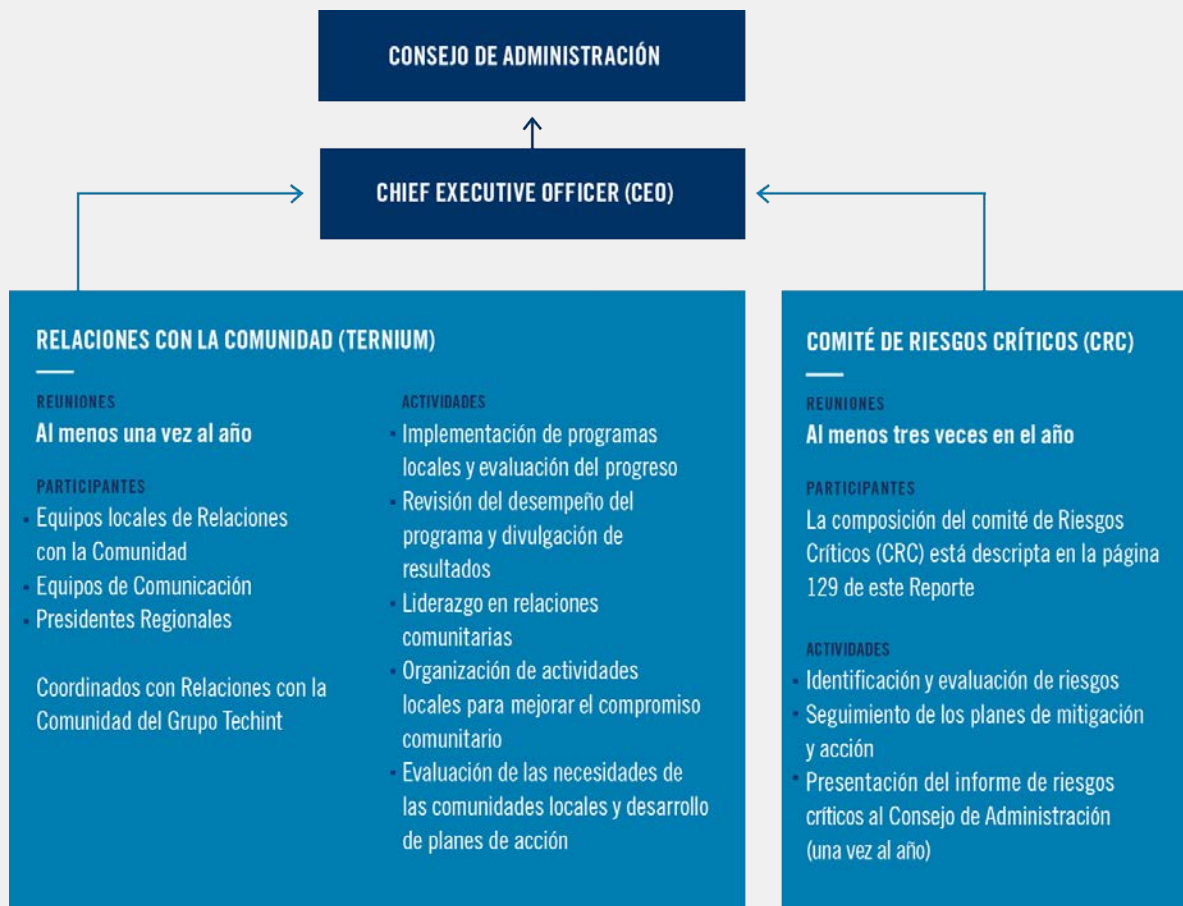 CONSEJO DE ADMINISTRACIÓN
CHIEF EXECUTIVE OFFICER (CEO)
RELACIONES CON LA COMUNIDAD (TERNIUM)
REUNIONES
Al menos una vez al año
PARTICIPANTES
• Equipos locales de Relaciones
con la Comunidad
• Equipos de Comunicación
• Presidentes Regionales
Coordinados con Relaciones con la
Comunidad del Grupo Techint
ACTIVIDADES
• Implementación de programas
locales y evaluación del progreso
• Revisión del desempeño del
programa y divulgación de
resultados
• Liderazgo en relaciones
comunitarias
• Organización de actividades
locales para mejorar el compromiso
comunitario
• Evaluación de las necesidades de
las comunidades locales y desarrollo
de planes de acción
COMITÉ DE RIESGOS CRÍTICOS (CRC)
REUNIONES
Al menos tres veces en el año
PARTICIPANTES
La composición del comité de Riesgos
Críticos (CRC) está descripta en la página
129 de este Reporte
ACTIVIDADES
• Identificación y evaluación de riesgos
• Seguimiento de los planes de mitigación
y acción
• Presentación del informe de riesgos
críticos al Consejo de Administración
(una vez al año)